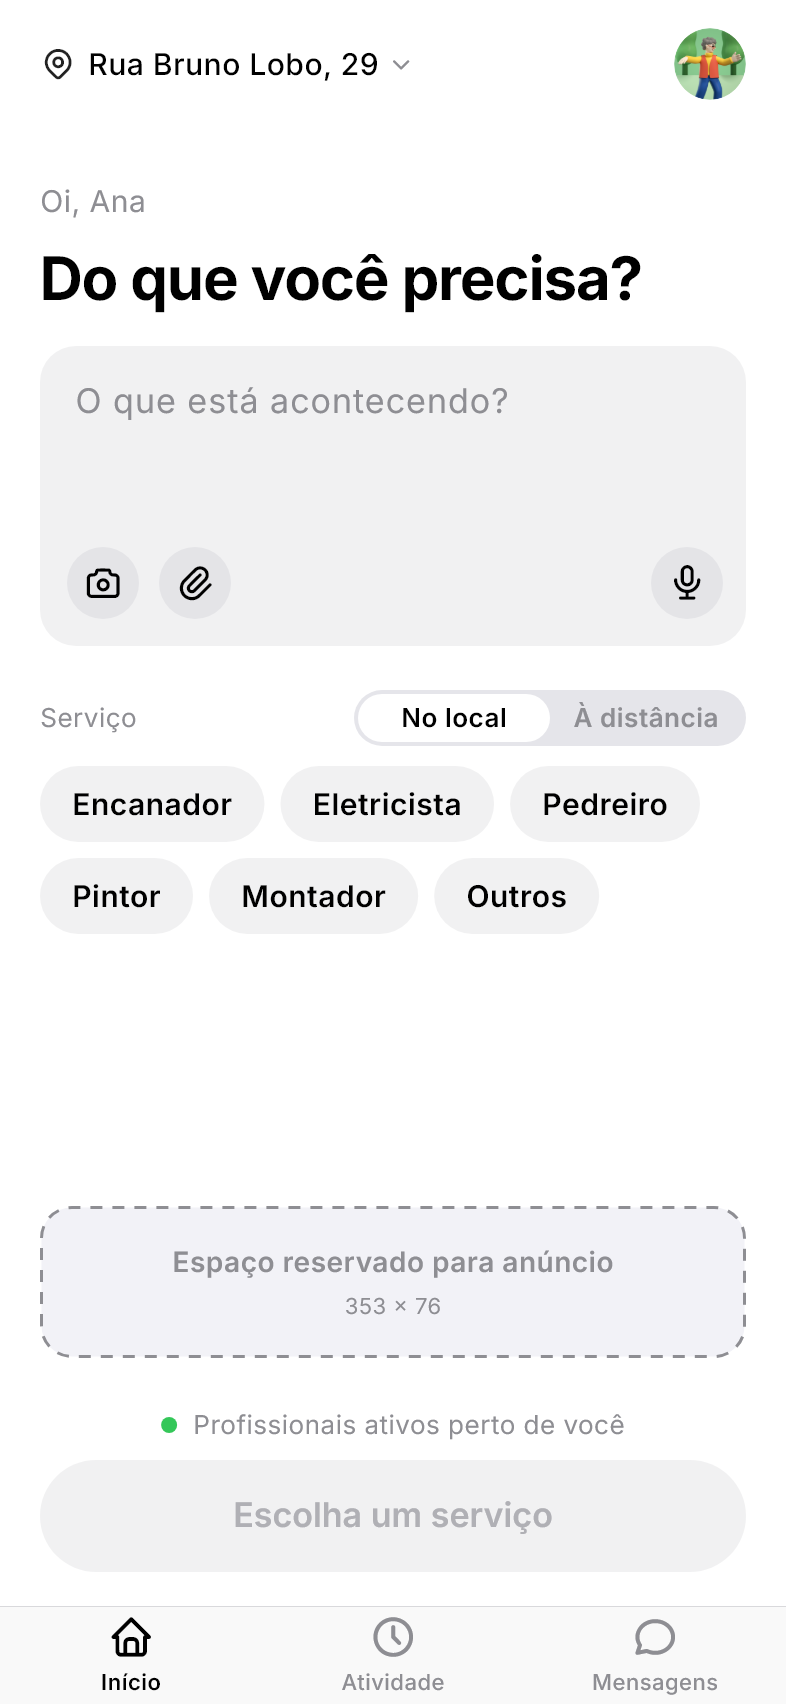 Rua Bruno Lobo, 29
Oi, Ana
Do que você precisa?
O que está acontecendo?
Serviço
No local
À distância
Encanador
Eletricista
Pedreiro
Pintor
Montador
Outros
Espaço reservado para anúncio
353 × 76
Profissionais ativos perto de você
Escolha um serviço
Início
Atividade
Mensagens